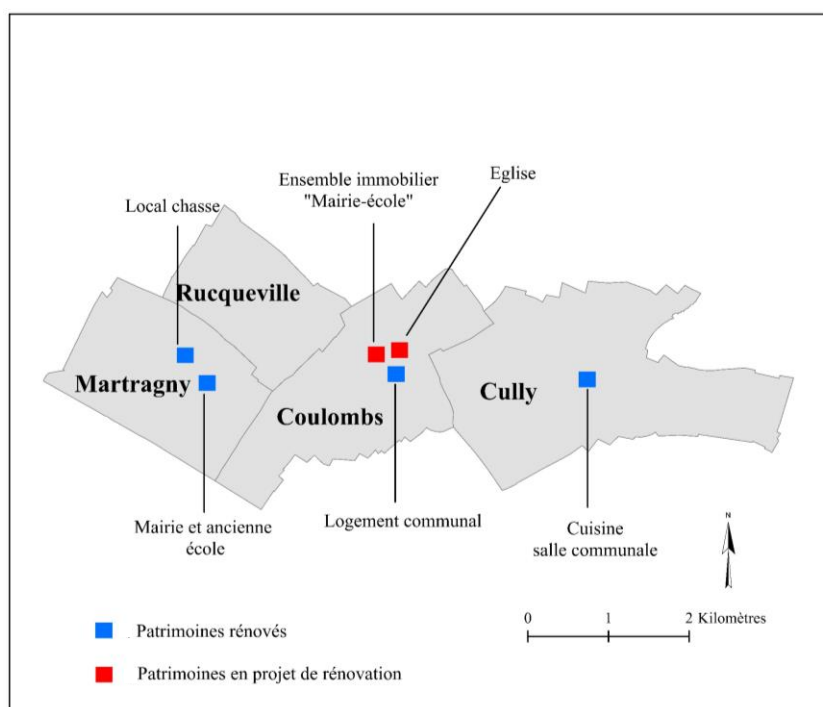 Eglise
Ensemble immobilier
"Mairie-école"
Local chasse
Rucqueville
Martragny
Coulombs
Cully
Mairie et ancienne
école
Logement communal
Cuisine
salle communale
N
0 1 2 Kilomètres
Patrimoines rénovés
Patrimoines en projet de rénovation